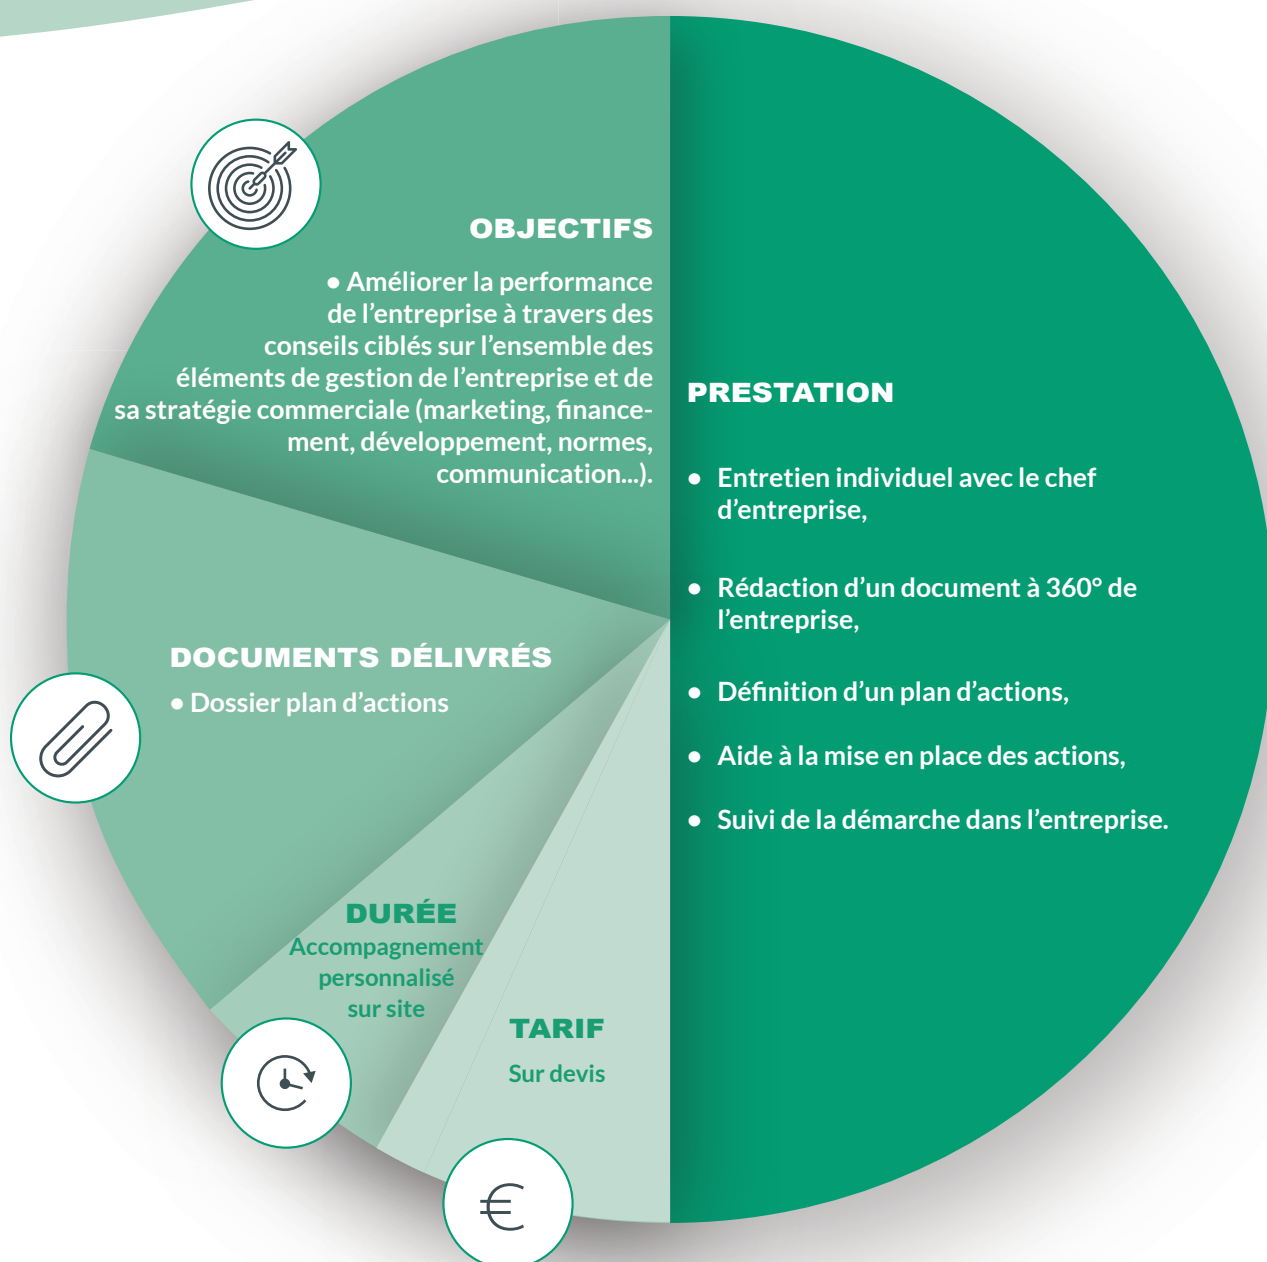 OBJECTIFS
● Améliorer la performance
de l’entreprise à travers des
conseils ciblés sur l’ensemble des
éléments de gestion de l’entreprise et de
sa stratégie commerciale (marketing, finance-
ment, développement, normes,
communication...).
PRESTATION
● Entretien individuel avec le chef
d’entreprise,
● Rédaction d’un document à 360° de
l’entreprise,
● Définition d’un plan d’actions,
● Aide à la mise en place des actions,
● Suivi de la démarche dans l’entreprise.
DOCUMENTS DÉLIVRÉS
● Dossier plan d’actions
DURÉE
Accompagnement
personnalisé
sur site
TARIF
Sur devis
€